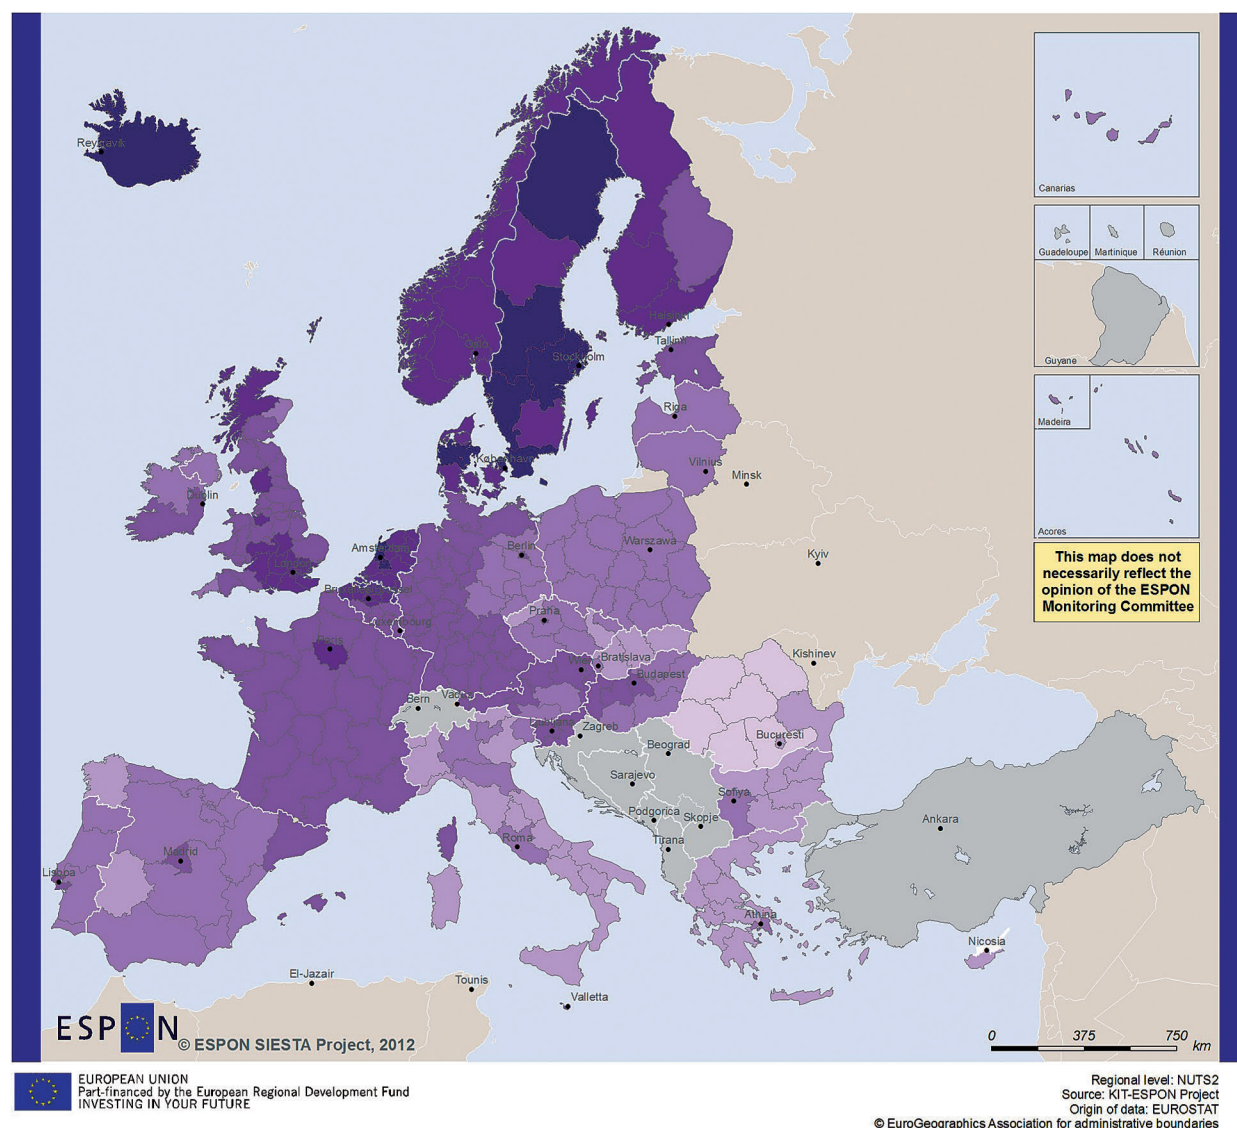 Reykjavik
Canarias
Guadeloupe
Martinique
Réunion
Guyane
Madeira
Acores
This map does not
necessarily reflect the
opinion of the ESPON
Monitoring Committee
Helsinki
Tallinn
Oslo
Stockholm
Riga
København
Vilnius
Minsk
Dublin
Amsterdam
Berlin
Warszawa
Kyiv
London
Praha
Luxembourg
Paris
Kishinev
Wien
Bratislava
Budapest
Bern
Vaduz
Ljubljana
Zagreb
Bucuresti
Beograd
Sarajevo
Sofiya
Podgorica
Skopje
Ankara
Roma
Tirana
Madrid
Lisboa
Athina
Nicosia
El-Jazair
Tounis
Valletta
ESPON
© ESPON SIESTA Project, 2012
0 375 750
km
EUROPEAN UNION
Part-financed by the European Regional Development Fund
INVESTING IN YOUR FUTURE
Regional level: NUTS2
Source: KIT-ESPON Project
Origin of data: EUROSTAT
© EuroGeographics Association for administrative boundaries